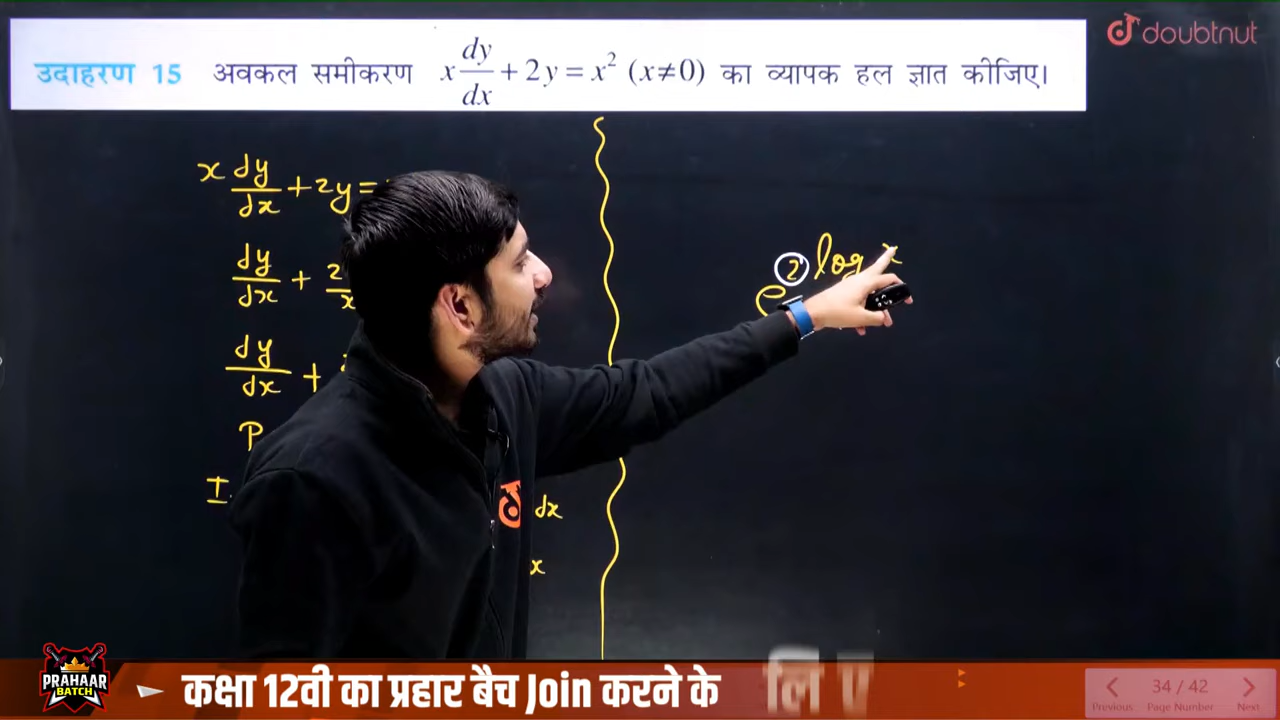 doubtnut
उदाहरण 15 अवकल समीकरण x dy/dx + 2y = x² (x≠0) का व्यापक हल ज्ञात कीजिए।
x dy/dx + 2y =
dy/dx + 2/x
dy/dx +
P
I.
dx
x
e^2 log x
PRAHAAR
BATCH
कक्षा 12वी का प्रहार बैच Join करने के
34 / 42
Previous Page Number Next